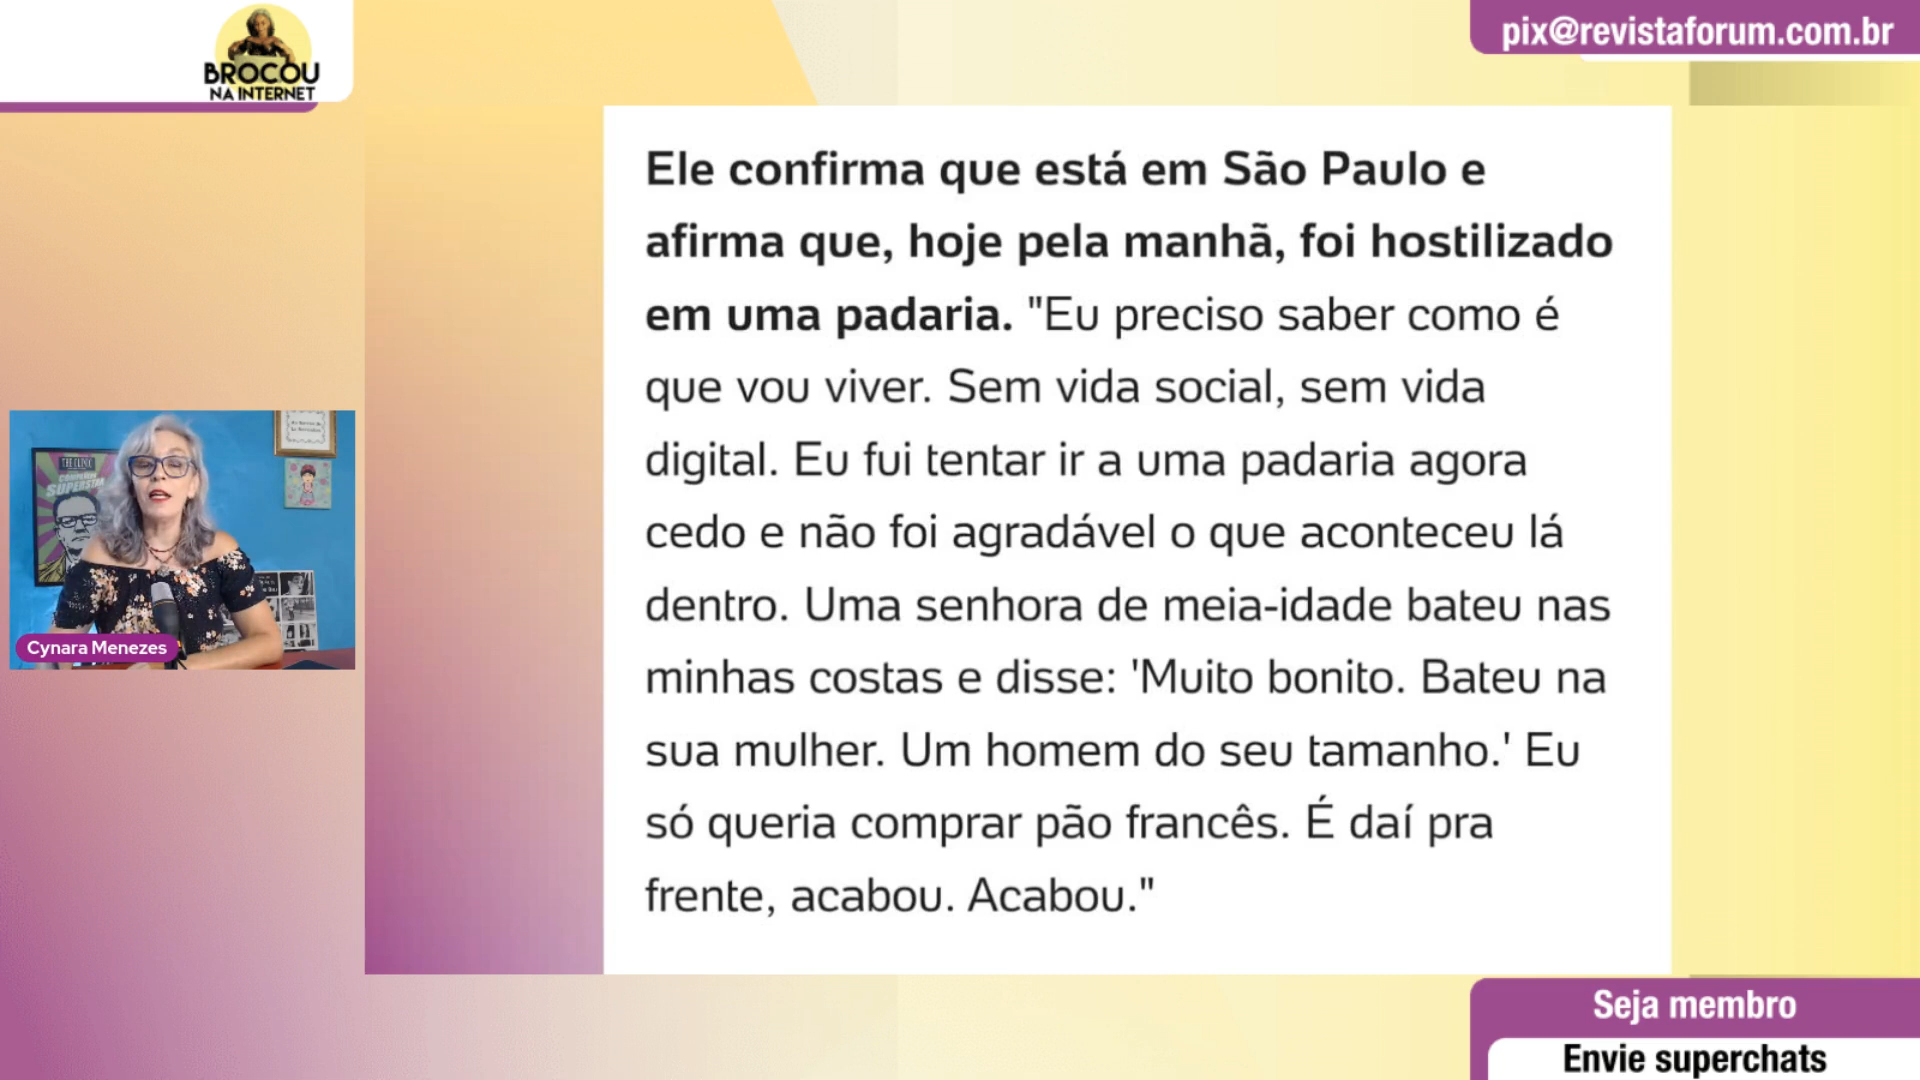 BROCOU
NA INTERNET
pix@revistaforum.com.br
Ele confirma que está em São Paulo e
afirma que, hoje pela manhã, foi hostilizado
em uma padaria. "Eu preciso saber como é
que vou viver. Sem vida social, sem vida
digital. Eu fui tentar ir a uma padaria agora
cedo e não foi agradável o que aconteceu lá
dentro. Uma senhora de meia-idade bateu nas
minhas costas e disse: 'Muito bonito. Bateu na
sua mulher. Um homem do seu tamanho.' Eu
só queria comprar pão francês. É daí pra
frente, acabou. Acabou."
THE CLINIC
SUPERSTAR
Cynara Menezes
Seja membro
Envie superchats